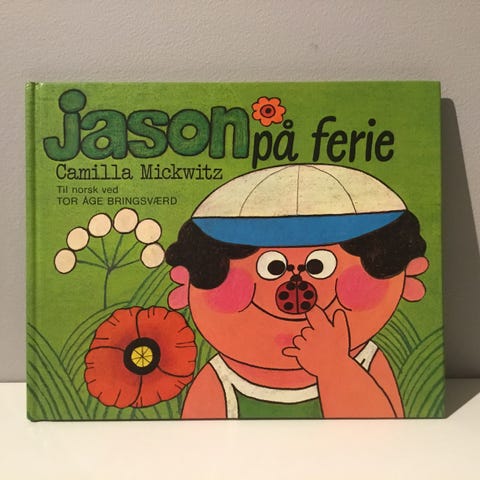 jason på ferie
Camilla Mickwitz
Til norsk ved
TOR ÅGE BRINGSVÆRD